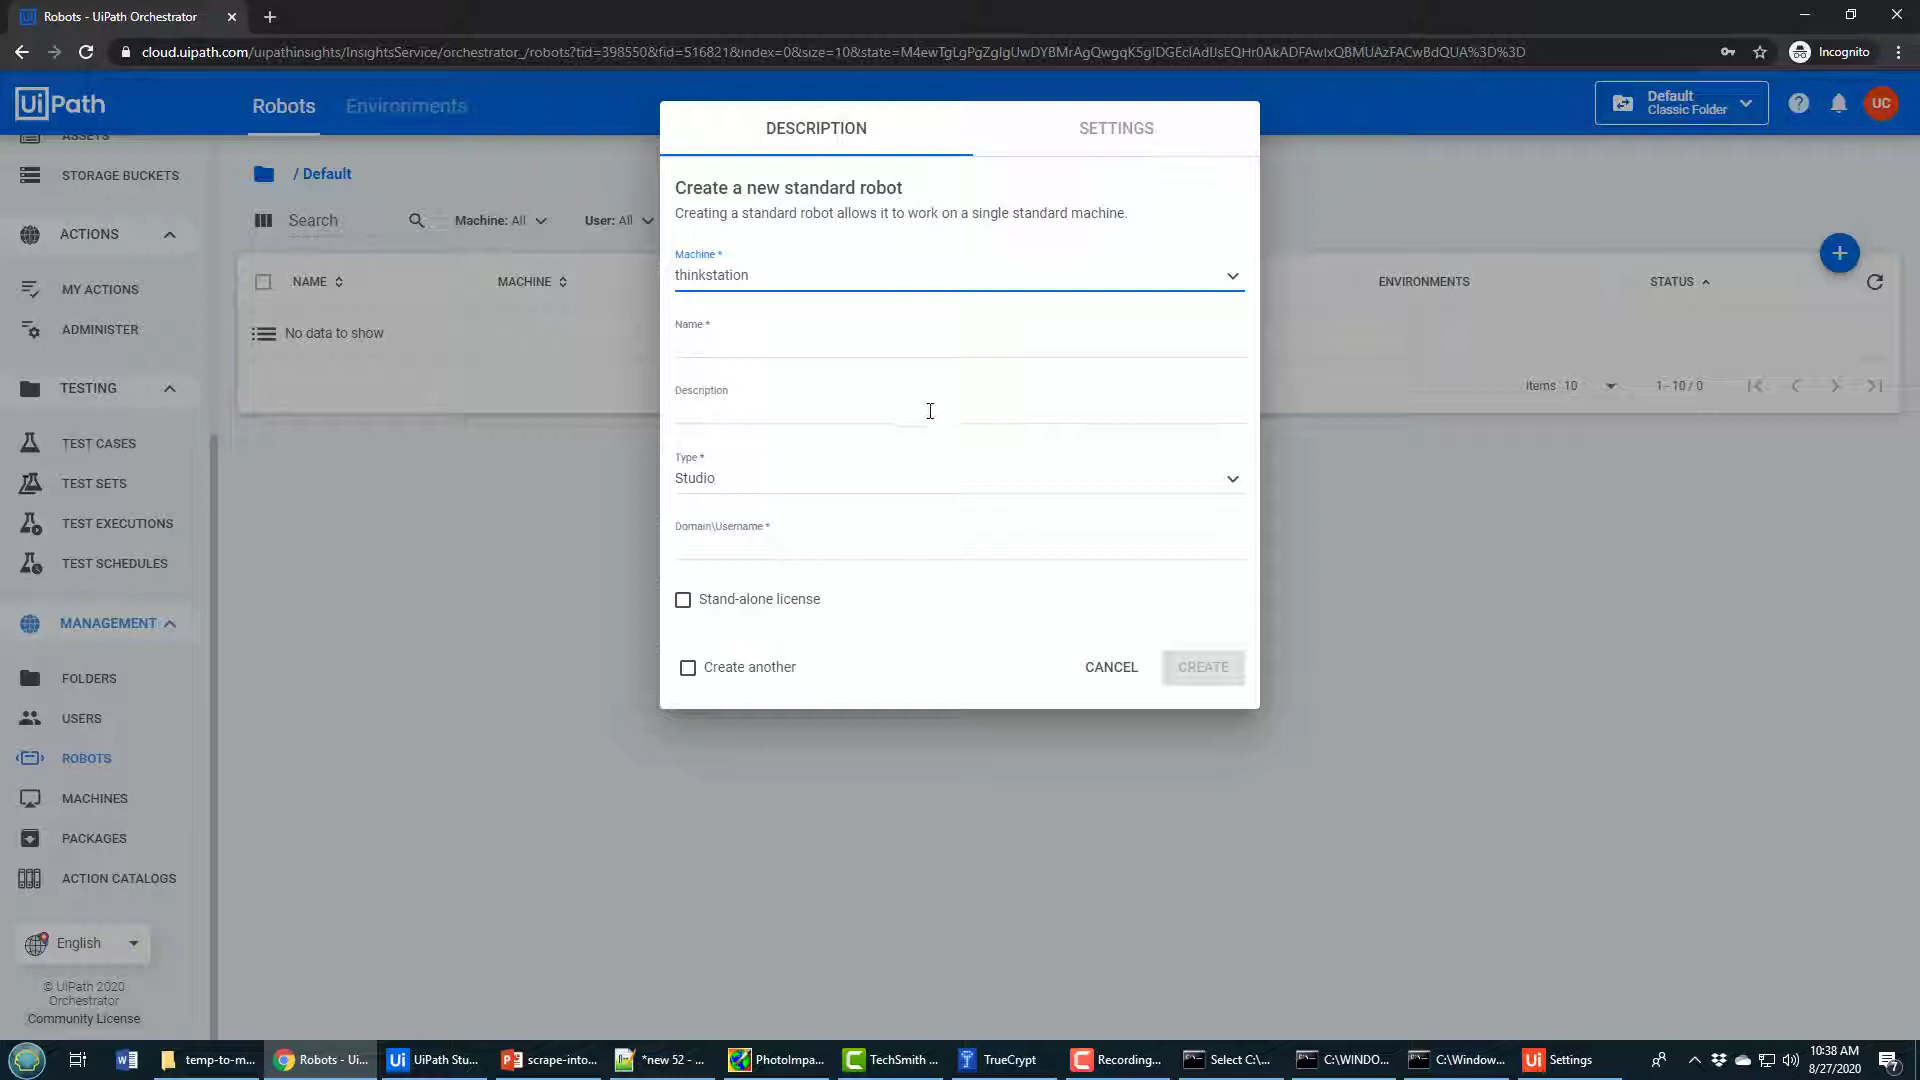 Robots - UiPath Orchestrator
cloud.uipath.com/uipathinsights/InsightsService/orchestrator_/robots?tid=398550&fid=516821&index=0&size=10&state=
Incognito
UiPath
Robots
Environments
Default
Classic Folder
UC
ASSETS
STORAGE BUCKETS
ACTIONS
MY ACTIONS
ADMINISTER
TESTING
TEST CASES
TEST SETS
TEST EXECUTIONS
TEST SCHEDULES
MANAGEMENT
FOLDERS
USERS
ROBOTS
MACHINES
PACKAGES
ACTION CATALOGS
English
© UiPath 2020
Orchestrator
Community License
/ Default
Search
Machine: All
User: All
NAME
MACHINE
ENVIRONMENTS
STATUS
No data to show
Items 10
1 - 10 / 0
DESCRIPTION
SETTINGS
Create a new standard robot
Creating a standard robot allows it to work on a single standard machine.
Machine *
thinkstation
Name *
Description
Type *
Studio
Domain\Username *
Stand-alone license
Create another
CANCEL
CREATE
temp-to-m...
Robots - Ui...
UiPath Stu...
scrape-into...
*new 52 - ...
PhotoImpa...
TechSmith ...
TrueCrypt
Recording...
Select C:\...
C:\WINDO...
C:\Window...
Settings
10:38 AM
8/27/2020
7